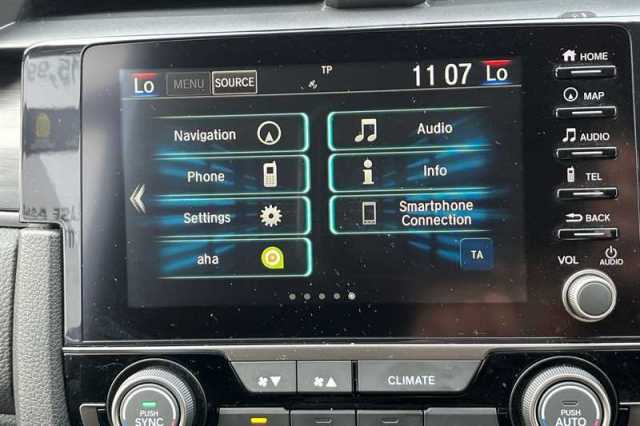 TP
Lo MENU SOURCE 11 07 Lo
HOME
MAP
AUDIO
TEL
BACK
VOL AUDIO
Navigation
Audio
Phone
Info
Settings
Smartphone
Connection
aha
TA
CLIMATE
PUSH
SYNC
PUSH
AUTO